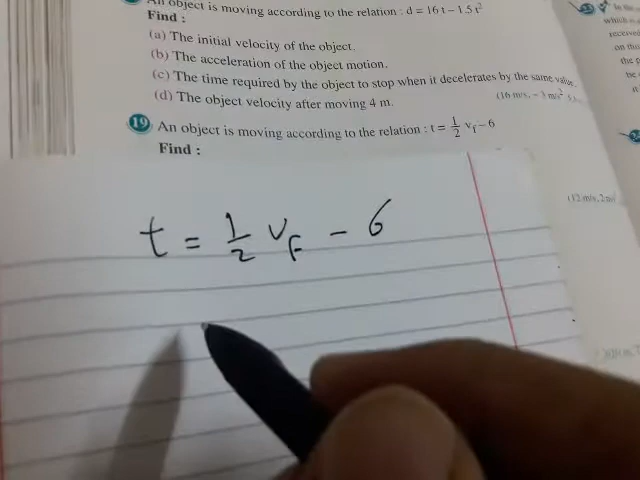 An object is moving according to the relation : d = 16 t – 1.5 t²
Find :
(a) The initial velocity of the object.
(b) The acceleration of the object motion.
(c) The time required by the object to stop when it decelerates by the same value.
(d) The object velocity after moving 4 m.
(16 m/s, – 3 m/s²
19 An object is moving according to the relation : t = 1/2 v_f – 6
Find :
(12 m/s, 2 m/
t = 1/2 v_F – 6